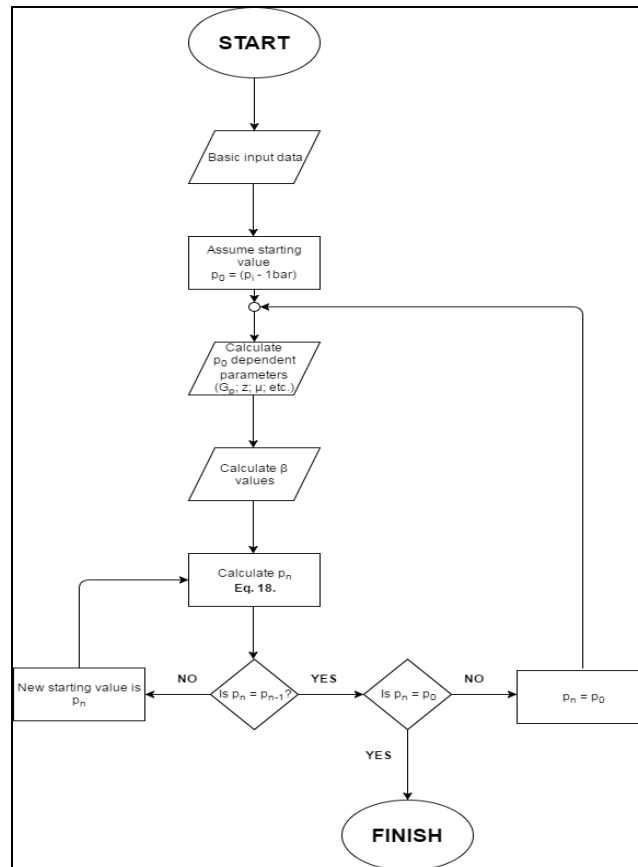 START
Basic input data
Assume starting
value
p₀ = (pᵢ - 1bar)
Calculate
p₀ dependent
parameters
(Gₚ; z; μ; etc.)
Calculate β
values
Calculate pₙ
Eq. 18.
NO
New starting value is
pₙ
Is pₙ = pₙ₋₁?
YES
Is pₙ = p₀
NO
pₙ = p₀
YES
FINISH